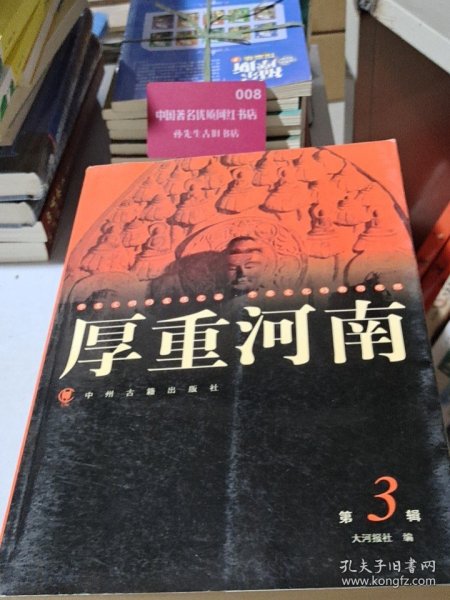 008
中国著名优质网红书店
孙先生古旧书店
厚重河南
中州古籍出版社
第3辑
大河报社 编
孔夫子旧书网
www.kongfz.com